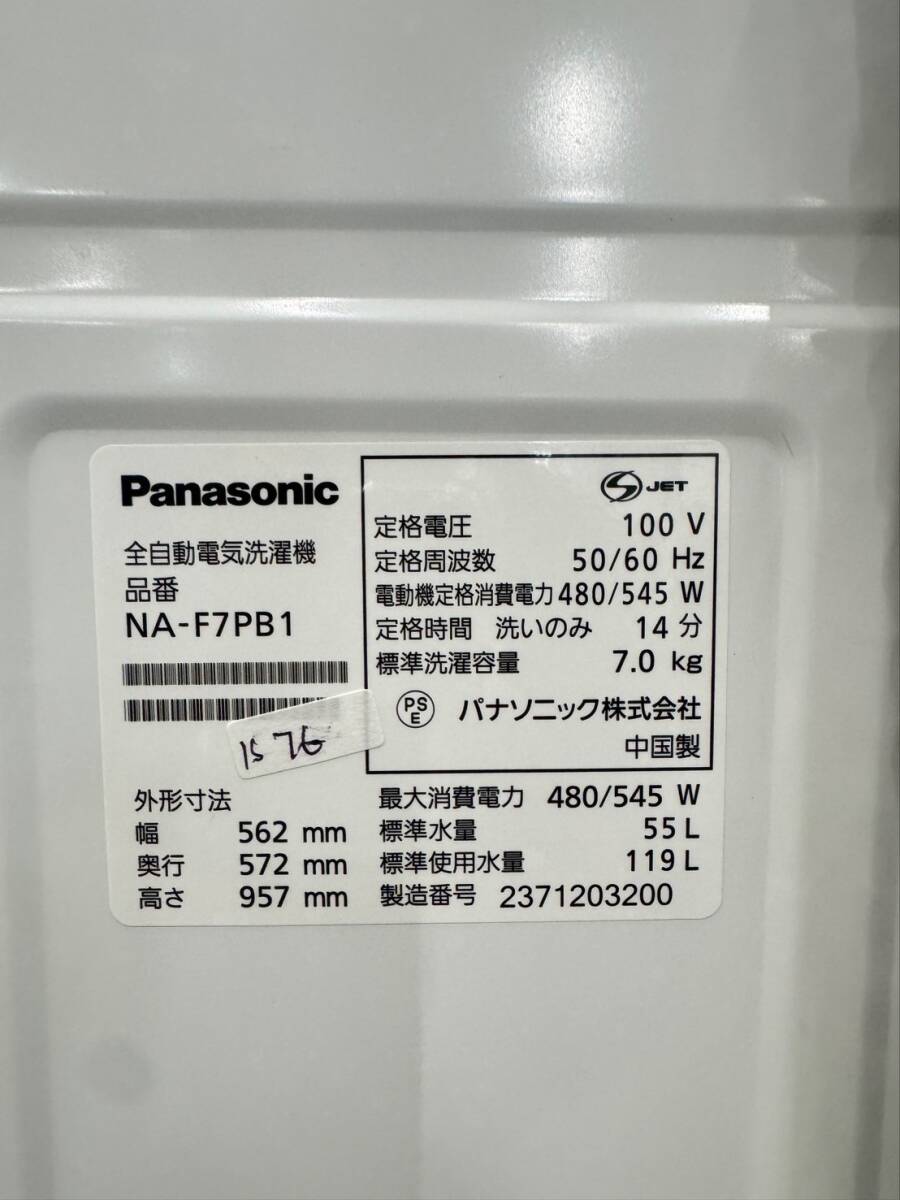 Panasonic
全自動電気洗濯機
品番
NA-F7PB1
15 76
外形寸法
幅 562 mm
奥行 572 mm
高さ 957 mm
JET
定格電圧 100 V
定格周波数 50/60 Hz
電動機定格消費電力 480/545 W
定格時間 洗いのみ 14 分
標準洗濯容量 7.0 kg
PSE パナソニック株式会社
中国製
最大消費電力 480/545 W
標準水量 55 L
標準使用水量 119 L
製造番号 2371203200